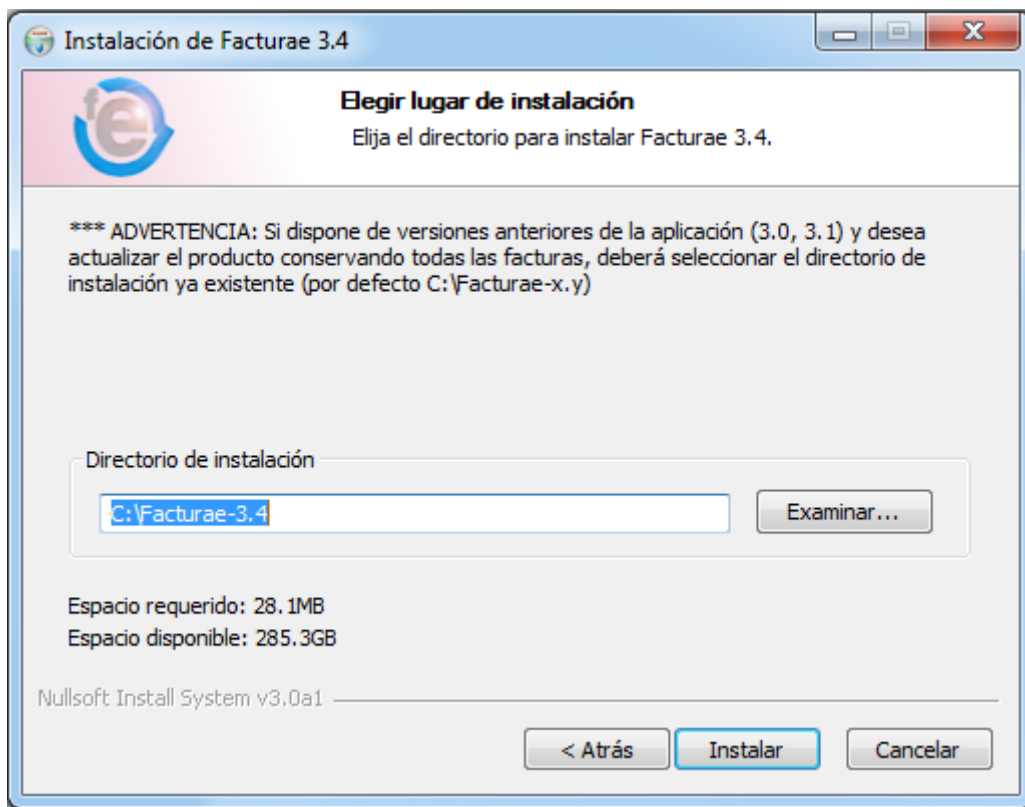 Instalación de Facturae 3.4
fe
Elegir lugar de instalación
Elija el directorio para instalar Facturae 3.4.
*** ADVERTENCIA: Si dispone de versiones anteriores de la aplicación (3.0, 3.1) y desea
actualizar el producto conservando todas las facturas, deberá seleccionar el directorio de
instalación ya existente (por defecto C:\Facturae-x.y)
Directorio de instalación
C:\Facturae-3.4
Examinar...
Espacio requerido: 28.1MB
Espacio disponible: 285.3GB
Nullsoft Install System v3.0a1
< Atrás
Instalar
Cancelar